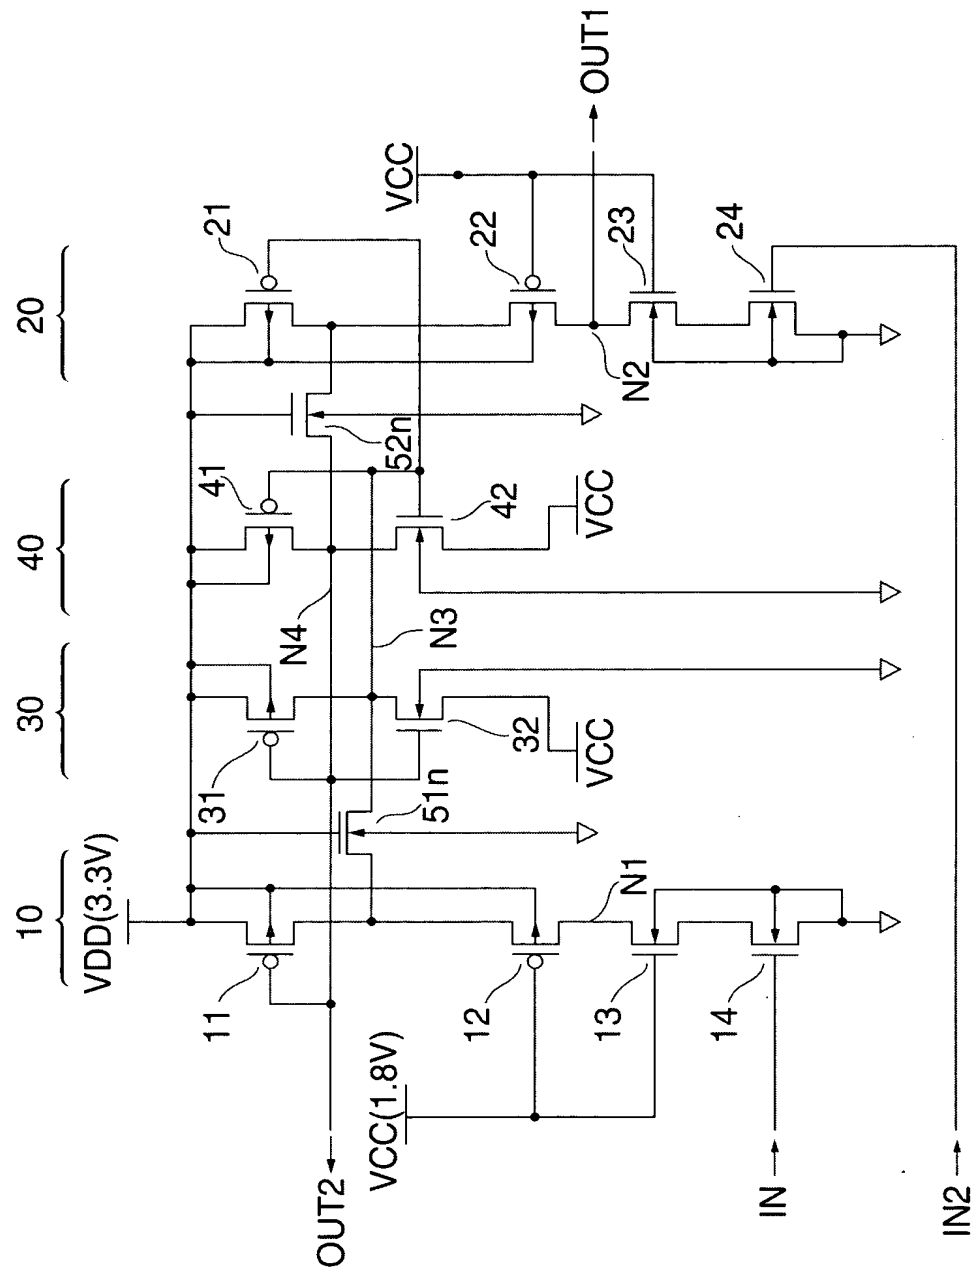 10
30
40
20
VDD(3.3V)
11
31
41
21
51n
52n
N4
N3
32
42
VCC
VCC
VCC
22
OUT1
OUT2
VCC(1.8V)
12
N1
N2
13
23
14
24
IN
IN2